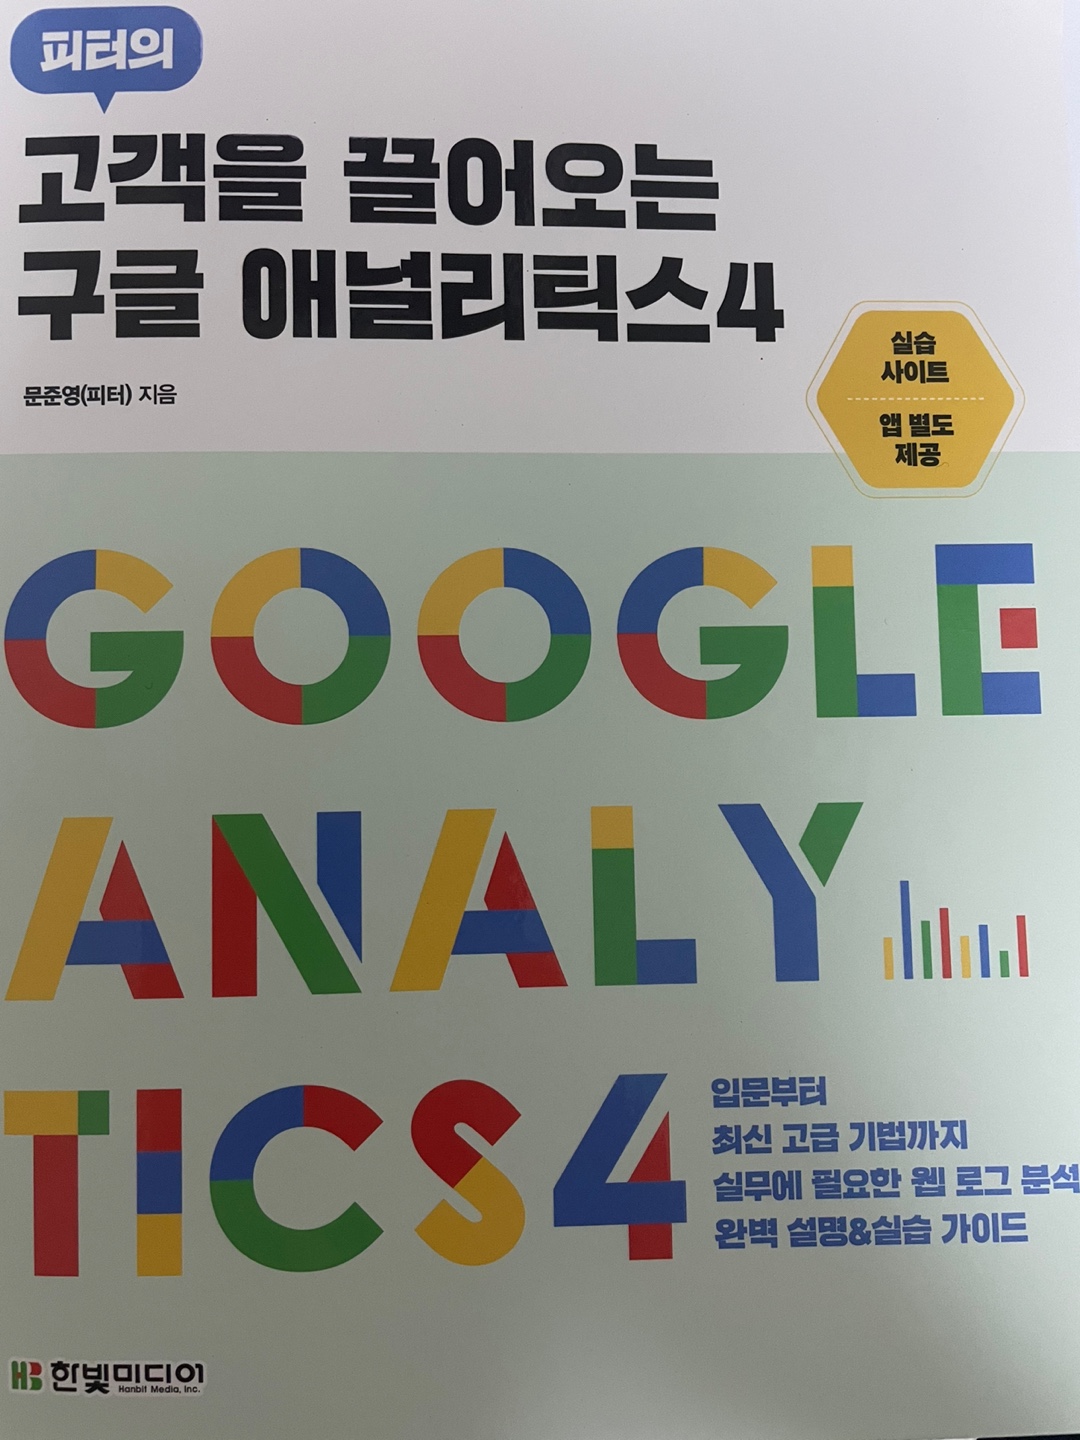 피터의
고객을 끌어오는
구글 애널리틱스4
문준영(피터) 지음
실습
사이트
앱 별도
제공
GOOGLE
ANALY
TICS4
입문부터
최신 고급 기법까지
실무에 필요한 웹 로그 분석
완벽 설명&실습 가이드
HB 한빛미디어
Hanbit Media, Inc.